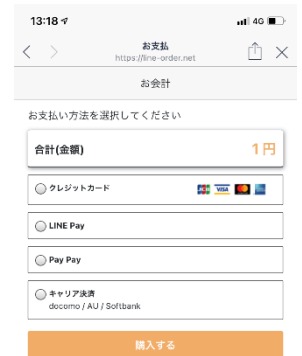 13:18
4G
お支払
https://line-order.net
お会計
お支払い方法を選択してください
合計(金額) 1円
クレジットカード JCB VISA
LINE Pay
Pay Pay
キャリア決済
docomo / AU / Softbank
購入する